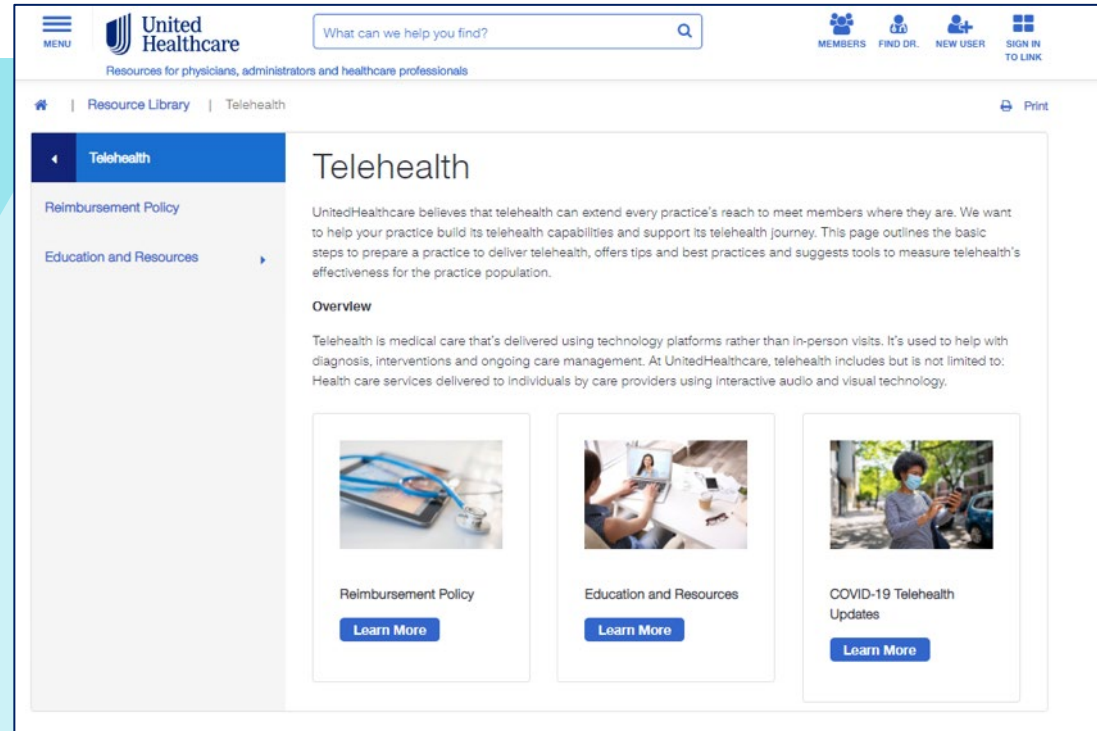 MENU
United
Healthcare
What can we help you find?
MEMBERS
FIND DR.
NEW USER
SIGN IN
TO LINK
Resources for physicians, administrators and healthcare professionals
| Resource Library | Telehealth
Print
Telehealth
Reimbursement Policy
Education and Resources
Telehealth
UnitedHealthcare believes that telehealth can extend every practice's reach to meet members where they are. We want
to help your practice build its telehealth capabilities and support its telehealth journey. This page outlines the basic
steps to prepare a practice to deliver telehealth, offers tips and best practices and suggests tools to measure telehealth's
effectiveness for the practice population.
Overview
Telehealth is medical care that's delivered using technology platforms rather than in-person visits. It's used to help with
diagnosis, interventions and ongoing care management. At UnitedHealthcare, telehealth includes but is not limited to:
Health care services delivered to individuals by care providers using interactive audio and visual technology.
Reimbursement Policy
Learn More
Education and Resources
Learn More
COVID-19 Telehealth
Updates
Learn More